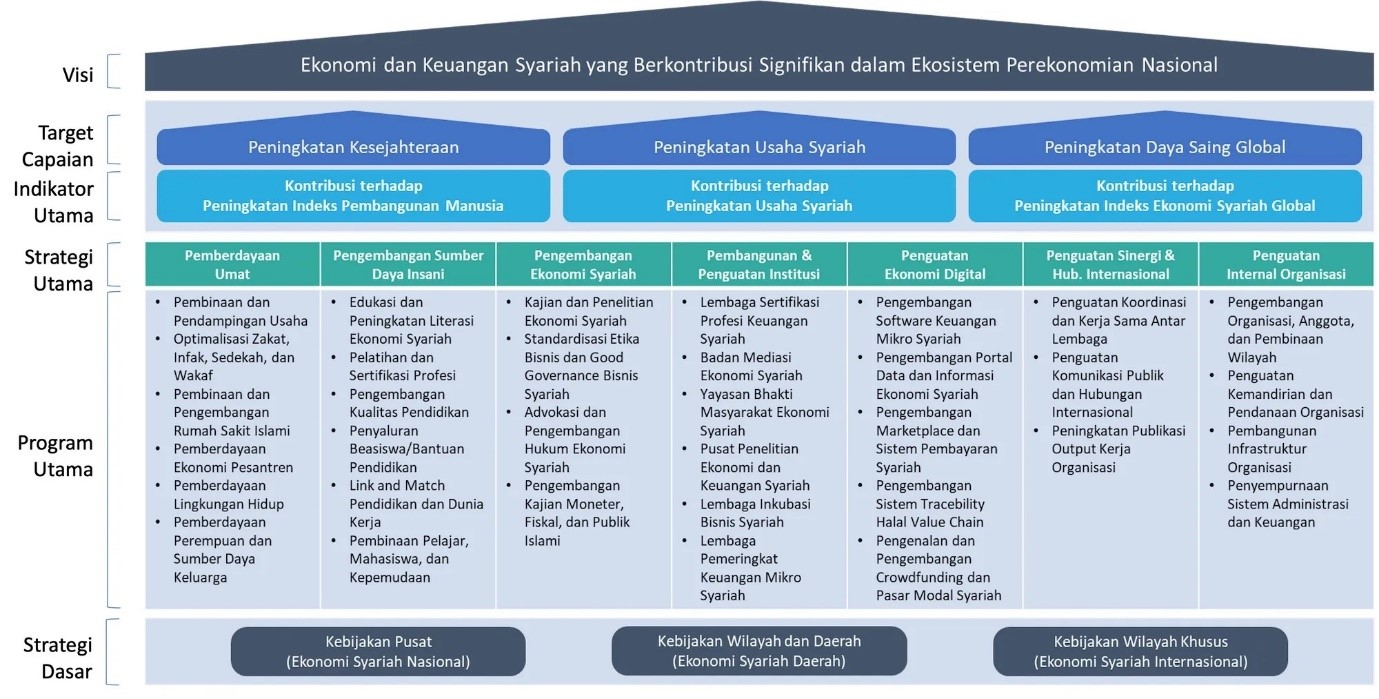 Visi
Ekonomi dan Keuangan Syariah yang Berkontribusi Signifikan dalam Ekosistem Perekonomian Nasional
Target
Capaian
Peningkatan Kesejahteraan
Peningkatan Usaha Syariah
Peningkatan Daya Saing Global
Indikator
Utama
Kontribusi terhadap
Peningkatan Indeks Pembangunan Manusia
Kontribusi terhadap
Peningkatan Usaha Syariah
Kontribusi terhadap
Peningkatan Indeks Ekonomi Syariah Global
Strategi
Utama
Pemberdayaan
Umat
Pengembangan Sumber
Daya Insani
Pengembangan
Ekonomi Syariah
Pembangunan &
Penguatan Institusi
Penguatan
Ekonomi Digital
Penguatan Sinergi &
Hub. Internasional
Penguatan
Internal Organisasi
Program
Utama
• Pembinaan dan
Pendampingan Usaha
• Optimalisasi Zakat,
Infak, Sedekah, dan
Wakaf
• Pembinaan dan
Pengembangan
Rumah Sakit Islami
• Pemberdayaan
Ekonomi Pesantren
• Pemberdayaan
Lingkungan Hidup
• Pemberdayaan
Perempuan dan
Sumber Daya
Keluarga
• Edukasi dan
Peningkatan Literasi
Ekonomi Syariah
• Pelatihan dan
Sertifikasi Profesi
• Pengembangan
Kualitas Pendidikan
• Penyaluran
Beasiswa/Bantuan
Pendidikan
• Link and Match
Pendidikan dan Dunia
Kerja
• Pembinaan Pelajar,
Mahasiswa, dan
Kepemudaan
• Kajian dan Penelitian
Ekonomi Syariah
• Standardisasi Etika
Bisnis dan Good
Governance Bisnis
Syariah
• Advokasi dan
Pengembangan
Hukum Ekonomi
Syariah
• Pengembangan
Kajian Moneter,
Fiskal, dan Publik
Islami
• Lembaga Sertifikasi
Profesi Keuangan
Syariah
• Badan Mediasi
Ekonomi Syariah
• Yayasan Bhakti
Masyarakat Ekonomi
Syariah
• Pusat Penelitian
Ekonomi dan
Keuangan Syariah
• Lembaga Inkubasi
Bisnis Syariah
• Lembaga
Pemeringkat
Keuangan Mikro
Syariah
• Pengembangan
Software Keuangan
Mikro Syariah
• Pengembangan Portal
Data dan Informasi
Ekonomi Syariah
• Pengembangan
Marketplace dan
Sistem Pembayaran
Syariah
• Pengembangan
Sistem Tracebility
Halal Value Chain
• Pengenalan dan
Pengembangan
Crowdfunding dan
Pasar Modal Syariah
• Penguatan Koordinasi
dan Kerja Sama Antar
Lembaga
• Penguatan
Komunikasi Publik
dan Hubungan
Internasional
• Peningkatan Publikasi
Output Kerja
Organisasi
• Pengembangan
Organisasi, Anggota,
dan Pembinaan
Wilayah
• Penguatan
Kemandirian dan
Pendanaan Organisasi
• Pembangunan
Infrastruktur
Organisasi
• Penyempurnaan
Sistem Administrasi
dan Keuangan
Strategi
Dasar
Kebijakan Pusat
(Ekonomi Syariah Nasional)
Kebijakan Wilayah dan Daerah
(Ekonomi Syariah Daerah)
Kebijakan Wilayah Khusus
(Ekonomi Syariah Internasional)